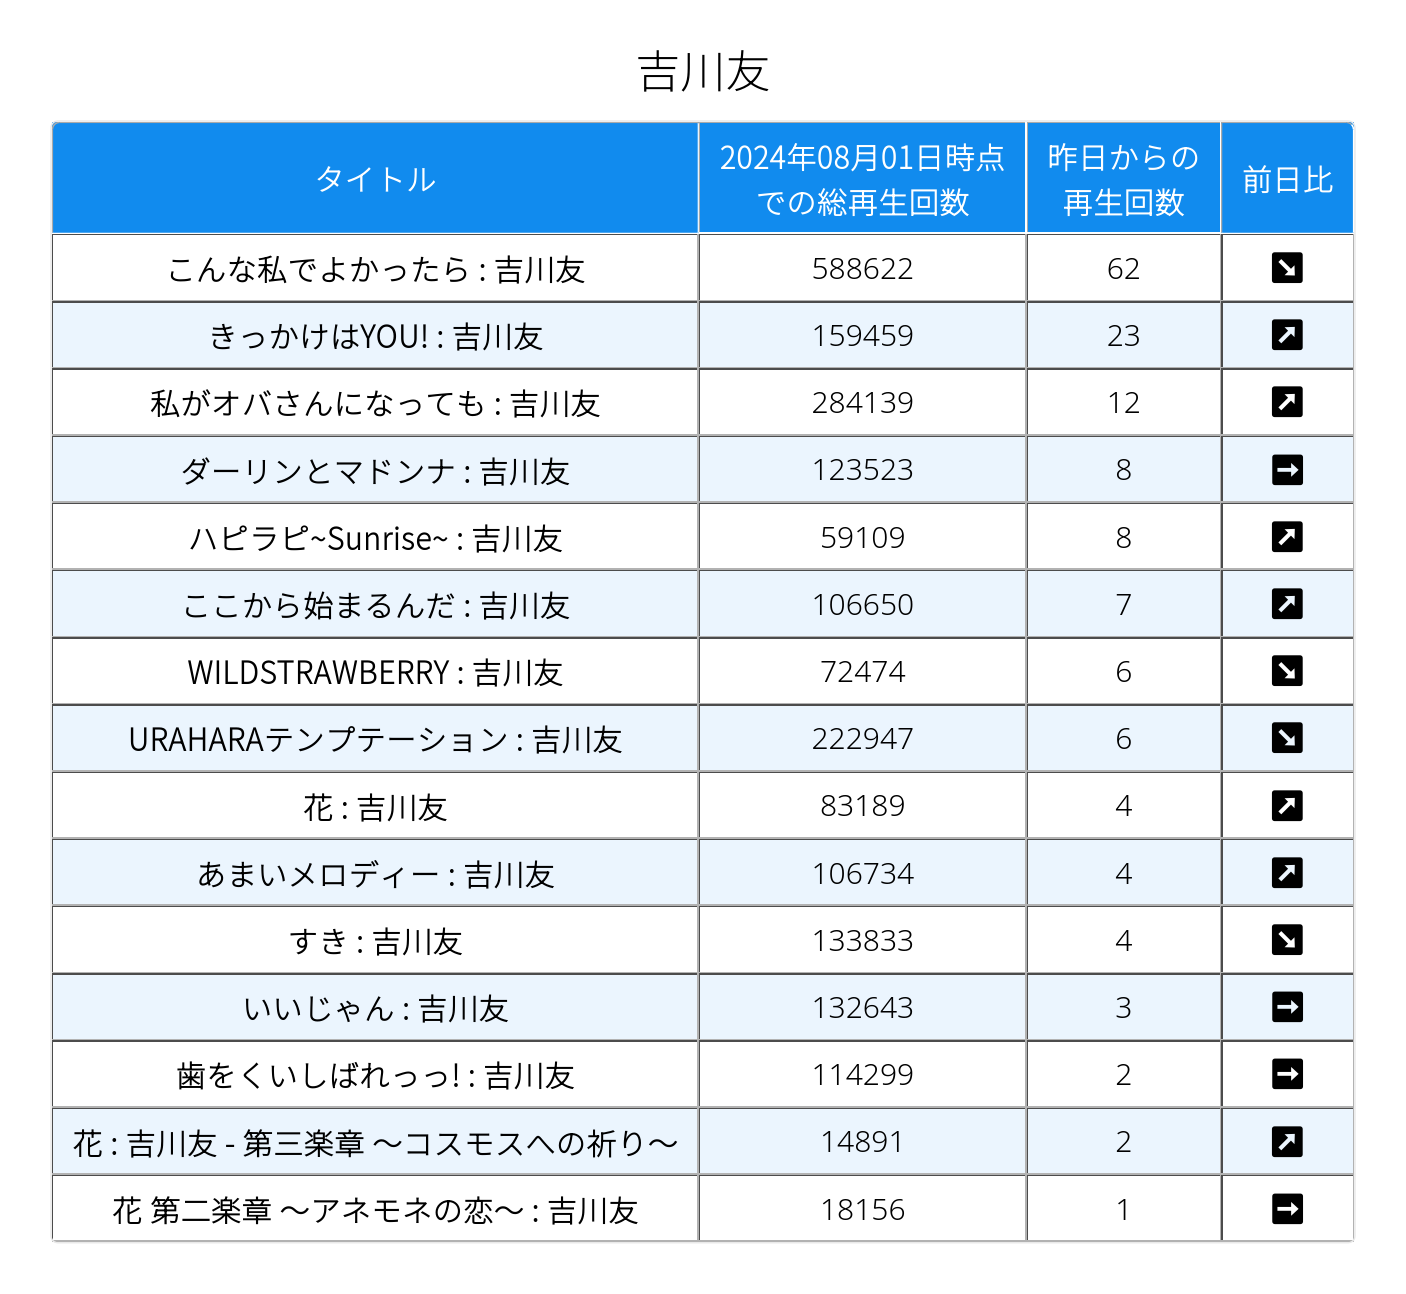 吉川友
タイトル
2024年08月01日時点
での総再生回数
昨日からの
再生回数
前日比
こんな私でよかったら : 吉川友 588622 62 ↘
きっかけはYOU! : 吉川友 159459 23 ↗
私がオバさんになっても : 吉川友 284139 12 ↗
ダーリンとマドンナ : 吉川友 123523 8 →
ハピラピ~Sunrise~ : 吉川友 59109 8 ↗
ここから始まるんだ : 吉川友 106650 7 ↗
WILDSTRAWBERRY : 吉川友 72474 6 ↘
URAHARAテンプテーション : 吉川友 222947 6 ↘
花 : 吉川友 83189 4 ↗
あまいメロディー : 吉川友 106734 4 ↗
すき : 吉川友 133833 4 ↘
いいじゃん : 吉川友 132643 3 →
歯をくいしばれっっ! : 吉川友 114299 2 →
花 : 吉川友 - 第三楽章 ～コスモスへの祈り～ 14891 2 ↗
花 第二楽章 ～アネモネの恋～ : 吉川友 18156 1 →